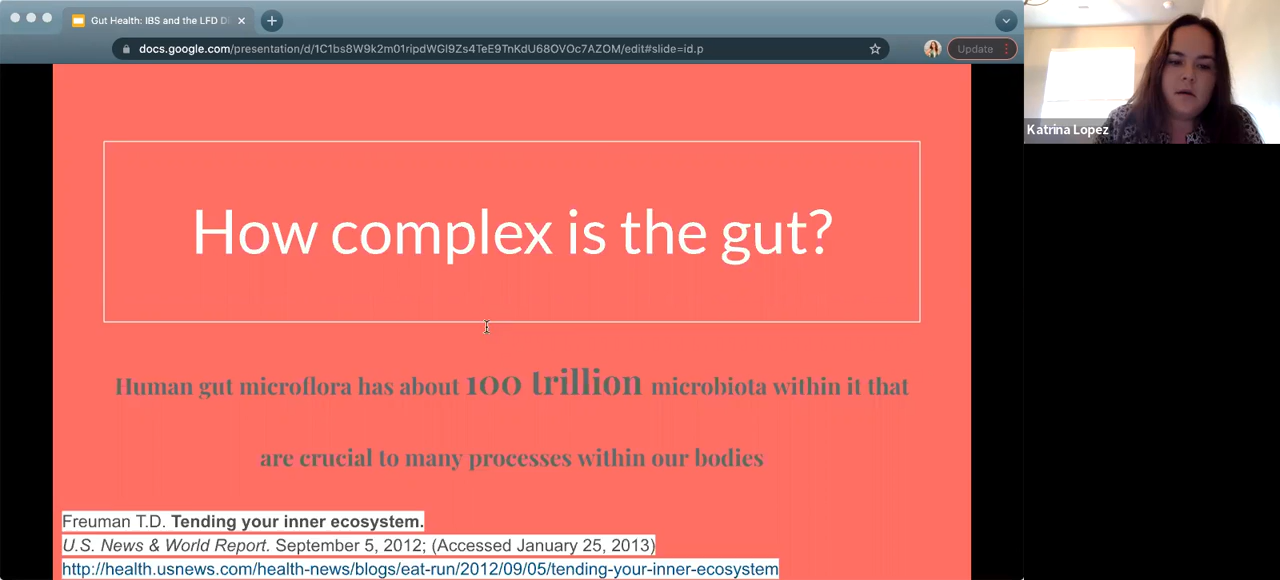 Gut Health: IBS and the LFD Di
docs.google.com/presentation/d/1C1bs8W9k2m01ripdWGl9Zs4TeE9TnKdU68OVOc7AZOM/edit#slide=id.p
Update
Katrina Lopez
How complex is the gut?
Human gut microflora has about 100 trillion microbiota within it that
are crucial to many processes within our bodies
Freuman T.D. Tending your inner ecosystem.
U.S. News & World Report. September 5, 2012; (Accessed January 25, 2013)
http://health.usnews.com/health-news/blogs/eat-run/2012/09/05/tending-your-inner-ecosystem